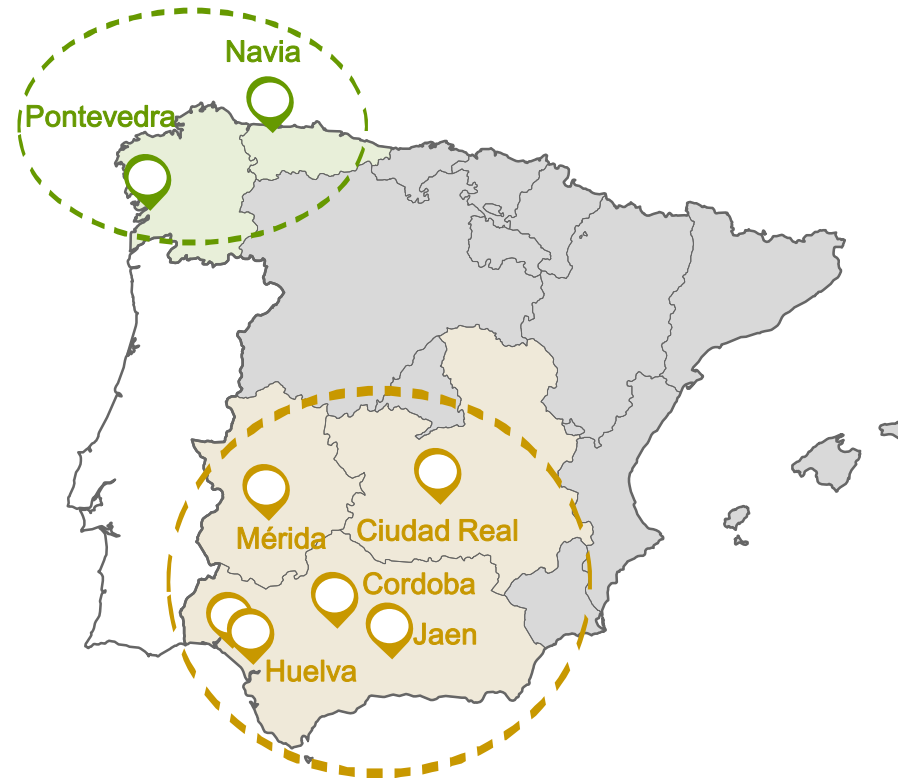 Navia
Pontevedra
Mérida
Ciudad Real
Cordoba
Jaen
Huelva